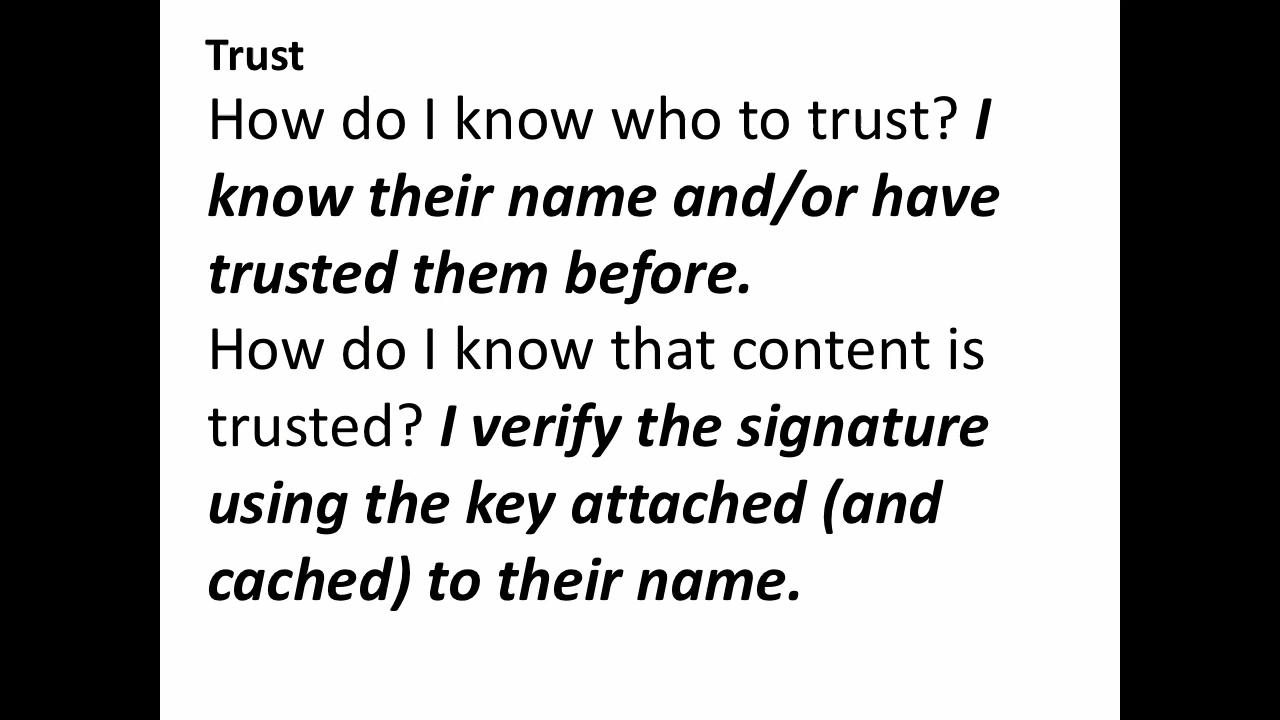 Trust
How do I know who to trust? I
know their name and/or have
trusted them before.
How do I know that content is
trusted? I verify the signature
using the key attached (and
cached) to their name.